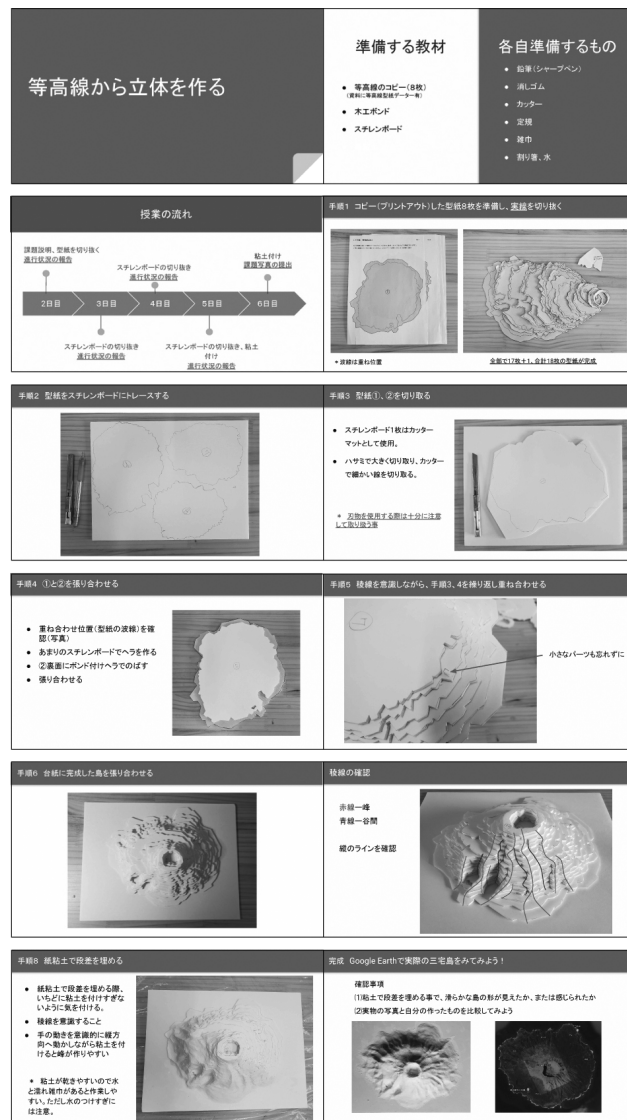 等高線から立体を作る
準備する教材
● 等高線のコピー（8枚）
（資料に等高線型紙データー有）
● 木工ボンド
● スチレンボード
各自準備するもの
● 鉛筆（シャープペン）
● 消しゴム
● カッター
● 定規
● 雑巾
● 割り箸、水
授業の流れ
課題説明、型紙を切り抜く
進行状況の報告
スチレンボードの切り抜き
進行状況の報告
粘土付け
課題写真の提出
2日目
3日目
4日目
5日目
6日目
スチレンボードの切り抜き
進行状況の報告
スチレンボードの切り抜き、粘土
付け
進行状況の報告
手順1 コピー（プリントアウト）した型紙8枚を準備し、実線を切り抜く
＊波線は重ね位置
全部で17枚＋1、合計18枚の型紙が完成
手順2 型紙をスチレンボードにトレースする
手順3 型紙①、②を切り取る
● スチレンボード1枚はカッター
マットとして使用。
● ハサミで大きく切り取り、カッター
で細かい線を切り取る。
＊ 刃物を使用する際は十分に注意
して取り扱う事
手順4 ①と②を張り合わせる
● 重ね合わせ位置（型紙の波線）を確
認（写真）
● あまりのスチレンボードでヘラを作る
● ②裏面にボンド付けヘラでのばす
● 張り合わせる
手順5 稜線を意識しながら、手順3、4を繰り返し重ね合わせる
小さなパーツも忘れずに
手順6 台紙に完成した島を張り合わせる
稜線の確認
赤線ー峰
青線ー谷間
縦のラインを確認
手順8 紙粘土で段差を埋める
● 紙粘土で段差を埋める際、
いちどに粘土を付けすぎな
いように気を付ける。
● 稜線を意識すること
● 手の動きを意識的に縦方
向へ動かしながら粘土を付
けると峰が作りやすい
＊ 粘土が乾きやすいので水
と濡れ雑巾があると作業しや
すい。ただし水のつけすぎに
は注意。
完成 Google Earthで実際の三宅島をみてみよう！
確認事項
(1)粘土で段差を埋める事で、滑らかな島の形が見えたか、または感じられたか
(2)実物の写真と自分の作ったものを比較してみよう